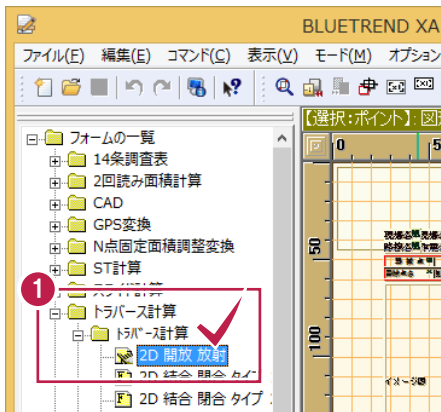 BLUETREND XA
ファイル(F) 編集(E) コマンド(C) 表示(V) モード(M) オプション
【選択:ポイント】: 図
フォームの一覧
14条調査表
2回読み面積計算
CAD
GPS変換
N点固定面積調整変換
ST計算
トラバース計算
トラバース計算
2D 開放 放射
2D 結合 閉合 タイプ
2D 結合 閉合 タイプ
1
0
50
100
イメージ図